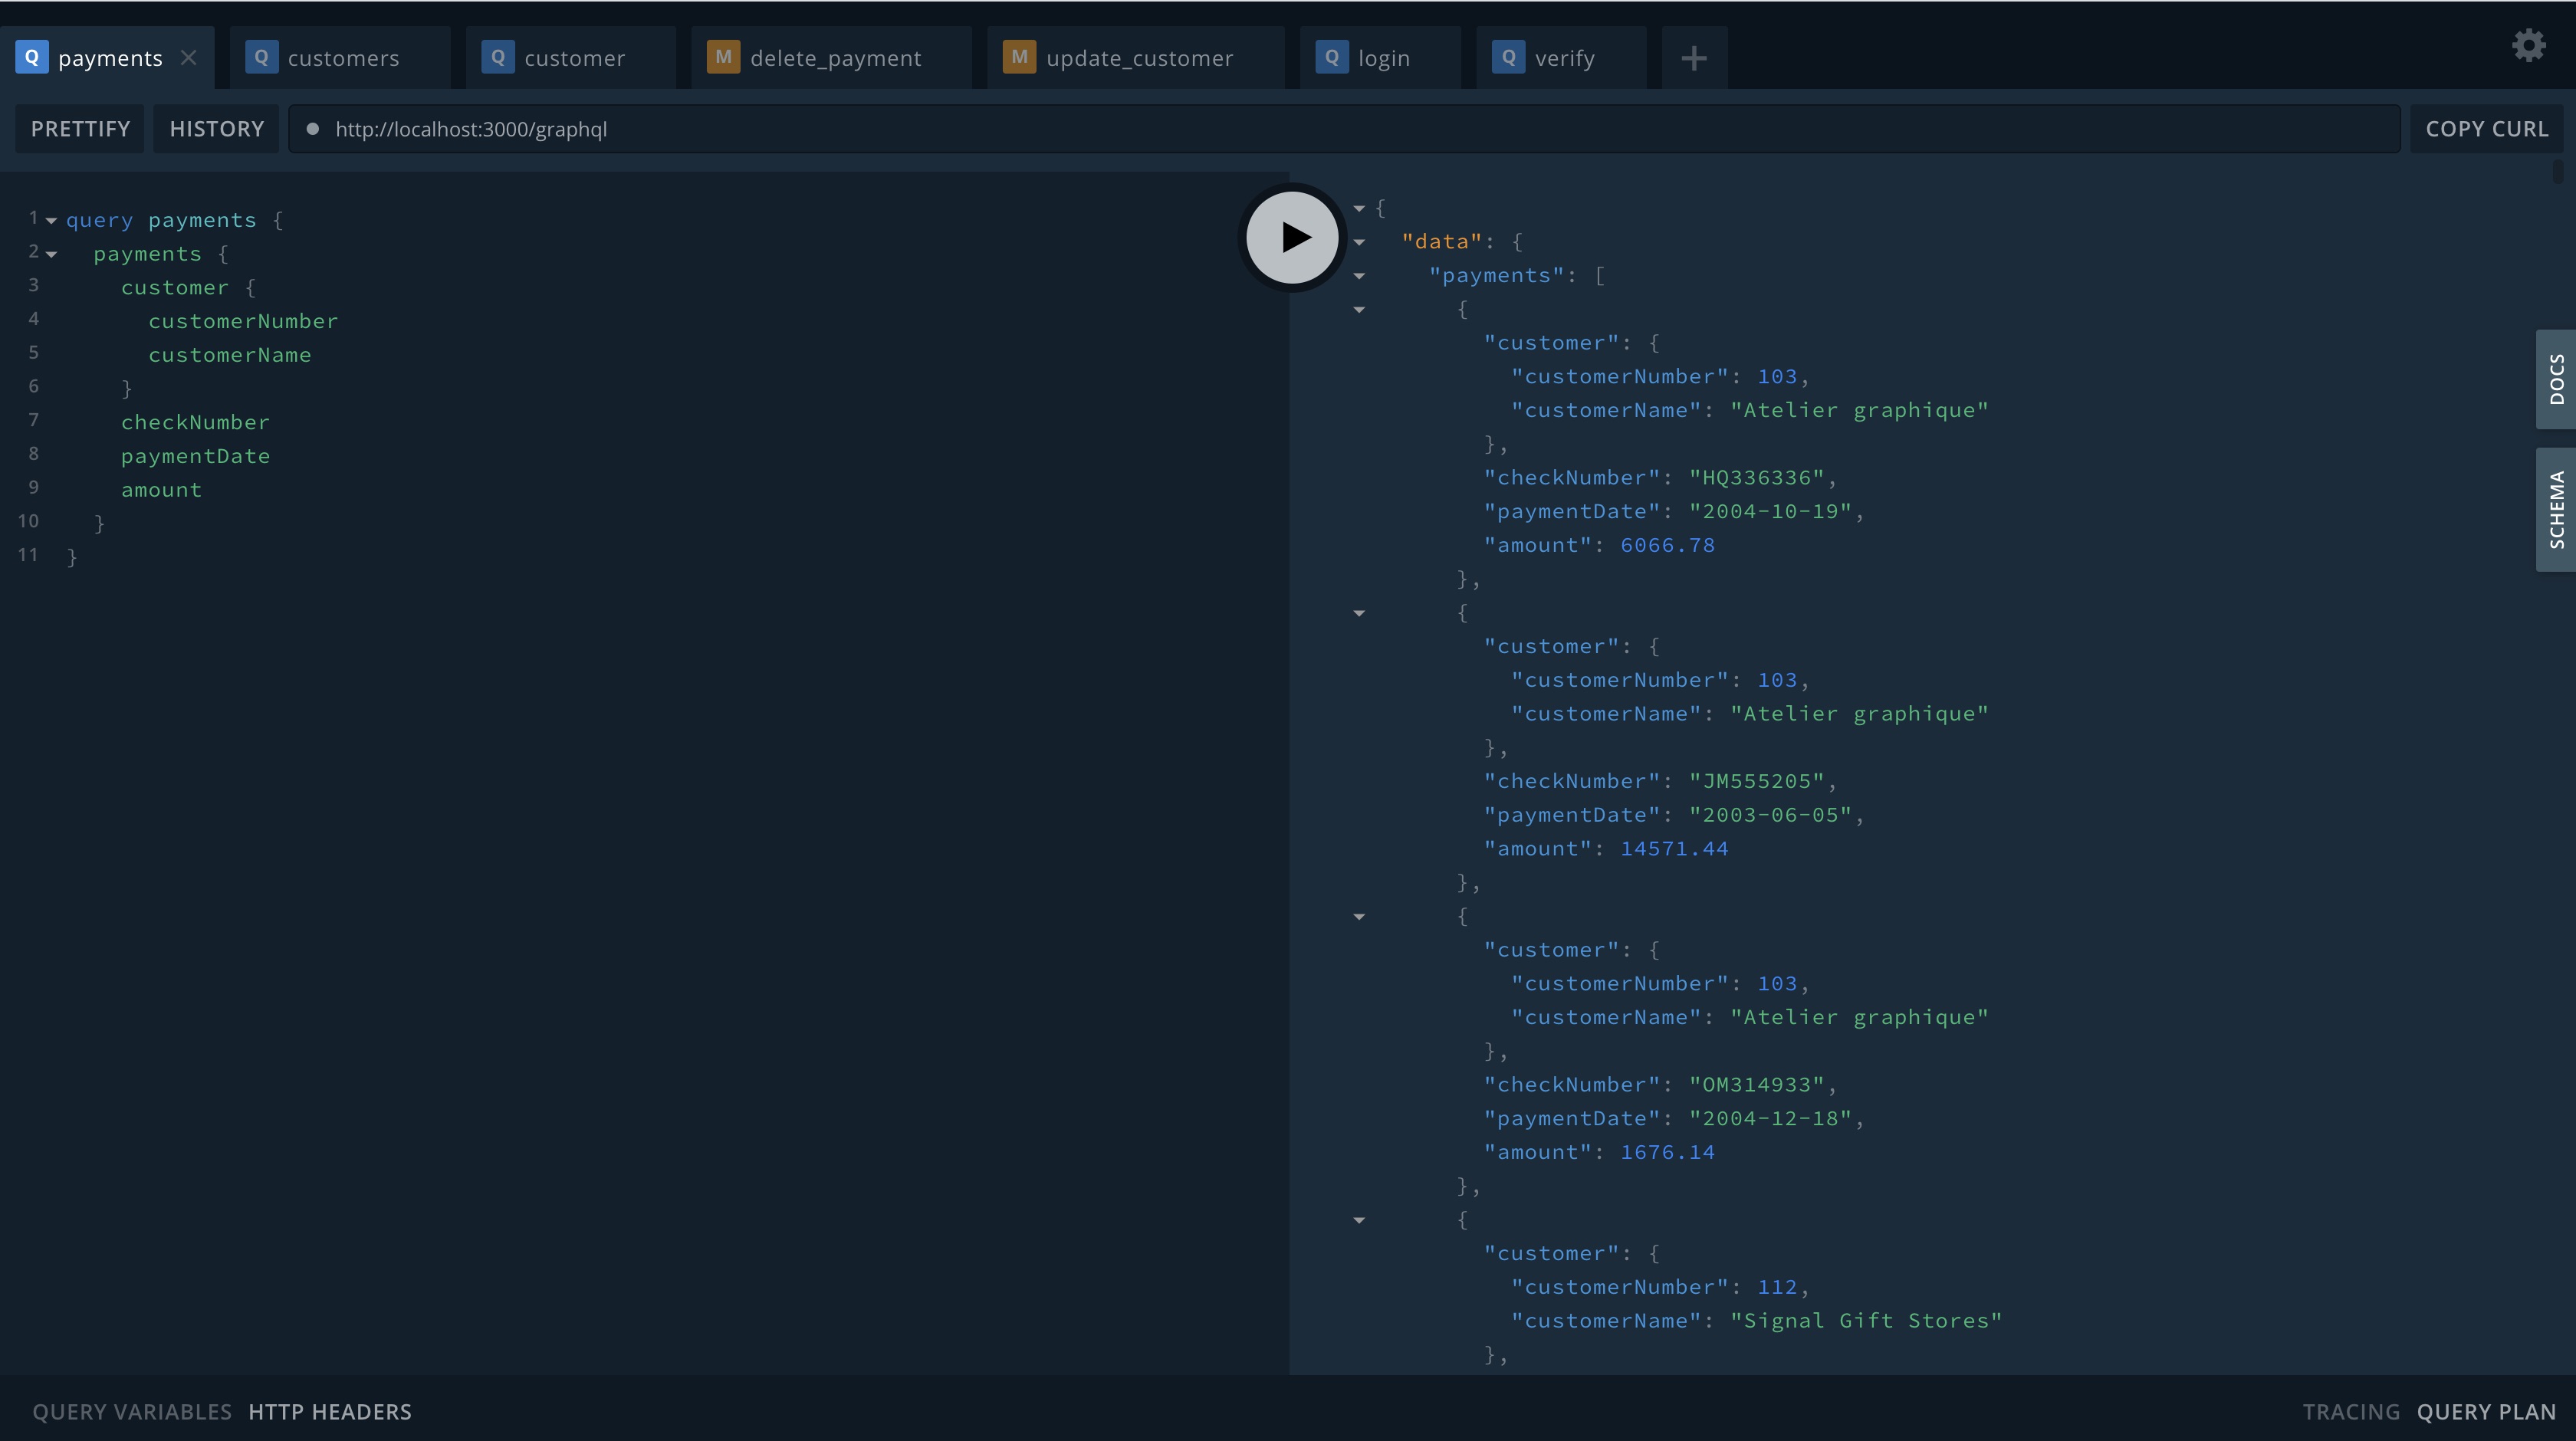 Q payments × Q customers Q customer M delete_payment M update_customer Q login Q verify +
PRETTIFY HISTORY http://localhost:3000/graphql COPY CURL
1 query payments {
2 payments {
3 customer {
4 customerNumber
5 customerName
6 }
7 checkNumber
8 paymentDate
9 amount
10 }
11 }
{
"data": {
"payments": [
{
"customer": {
"customerNumber": 103,
"customerName": "Atelier graphique"
},
"checkNumber": "HQ336336",
"paymentDate": "2004-10-19",
"amount": 6066.78
},
{
"customer": {
"customerNumber": 103,
"customerName": "Atelier graphique"
},
"checkNumber": "JM555205",
"paymentDate": "2003-06-05",
"amount": 14571.44
},
{
"customer": {
"customerNumber": 103,
"customerName": "Atelier graphique"
},
"checkNumber": "OM314933",
"paymentDate": "2004-12-18",
"amount": 1676.14
},
{
"customer": {
"customerNumber": 112,
"customerName": "Signal Gift Stores"
},
DOCS
SCHEMA
QUERY VARIABLES HTTP HEADERS
TRACING QUERY PLAN